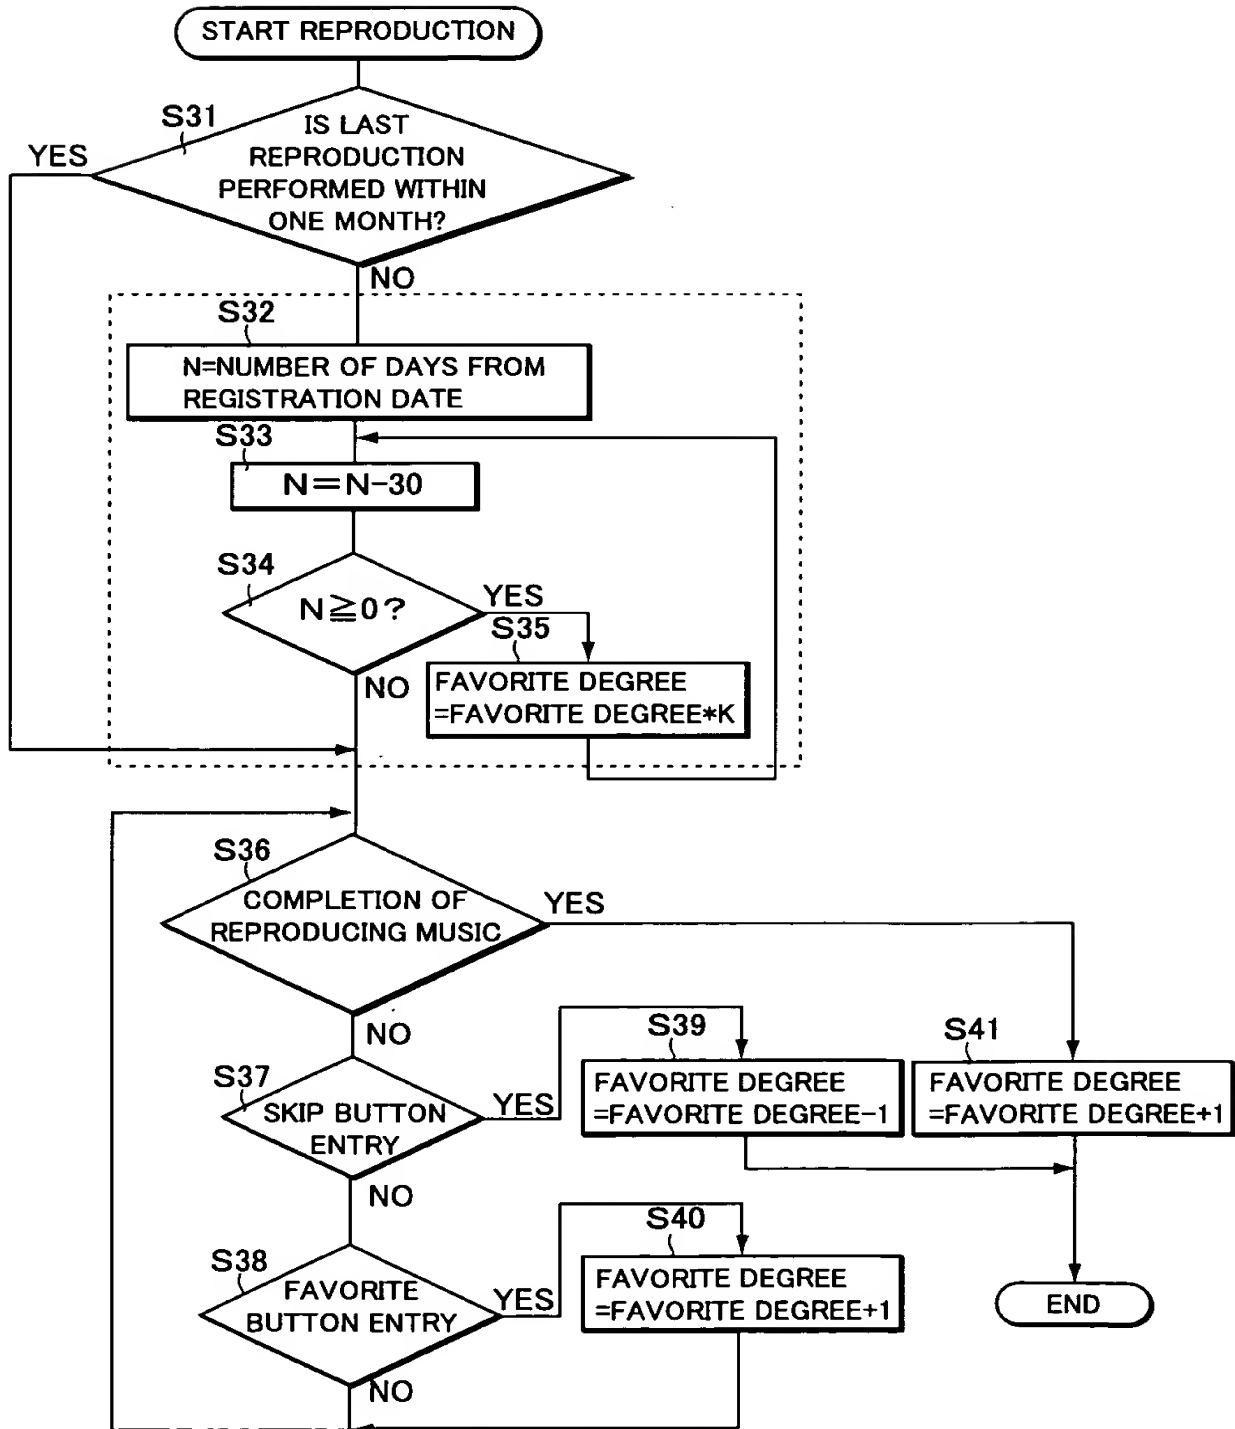 START REPRODUCTION
S31
IS LAST
REPRODUCTION
PERFORMED WITHIN
ONE MONTH?
YES
NO
S32
N=NUMBER OF DAYS FROM
REGISTRATION DATE
S33
N=N-30
S34
N≧0?
YES
NO
S35
FAVORITE DEGREE
=FAVORITE DEGREE*K
S36
COMPLETION OF
REPRODUCING MUSIC
YES
NO
S37
SKIP BUTTON
ENTRY
YES
NO
S39
FAVORITE DEGREE
=FAVORITE DEGREE-1
S41
FAVORITE DEGREE
=FAVORITE DEGREE+1
S38
FAVORITE
BUTTON ENTRY
YES
NO
S40
FAVORITE DEGREE
=FAVORITE DEGREE+1
END